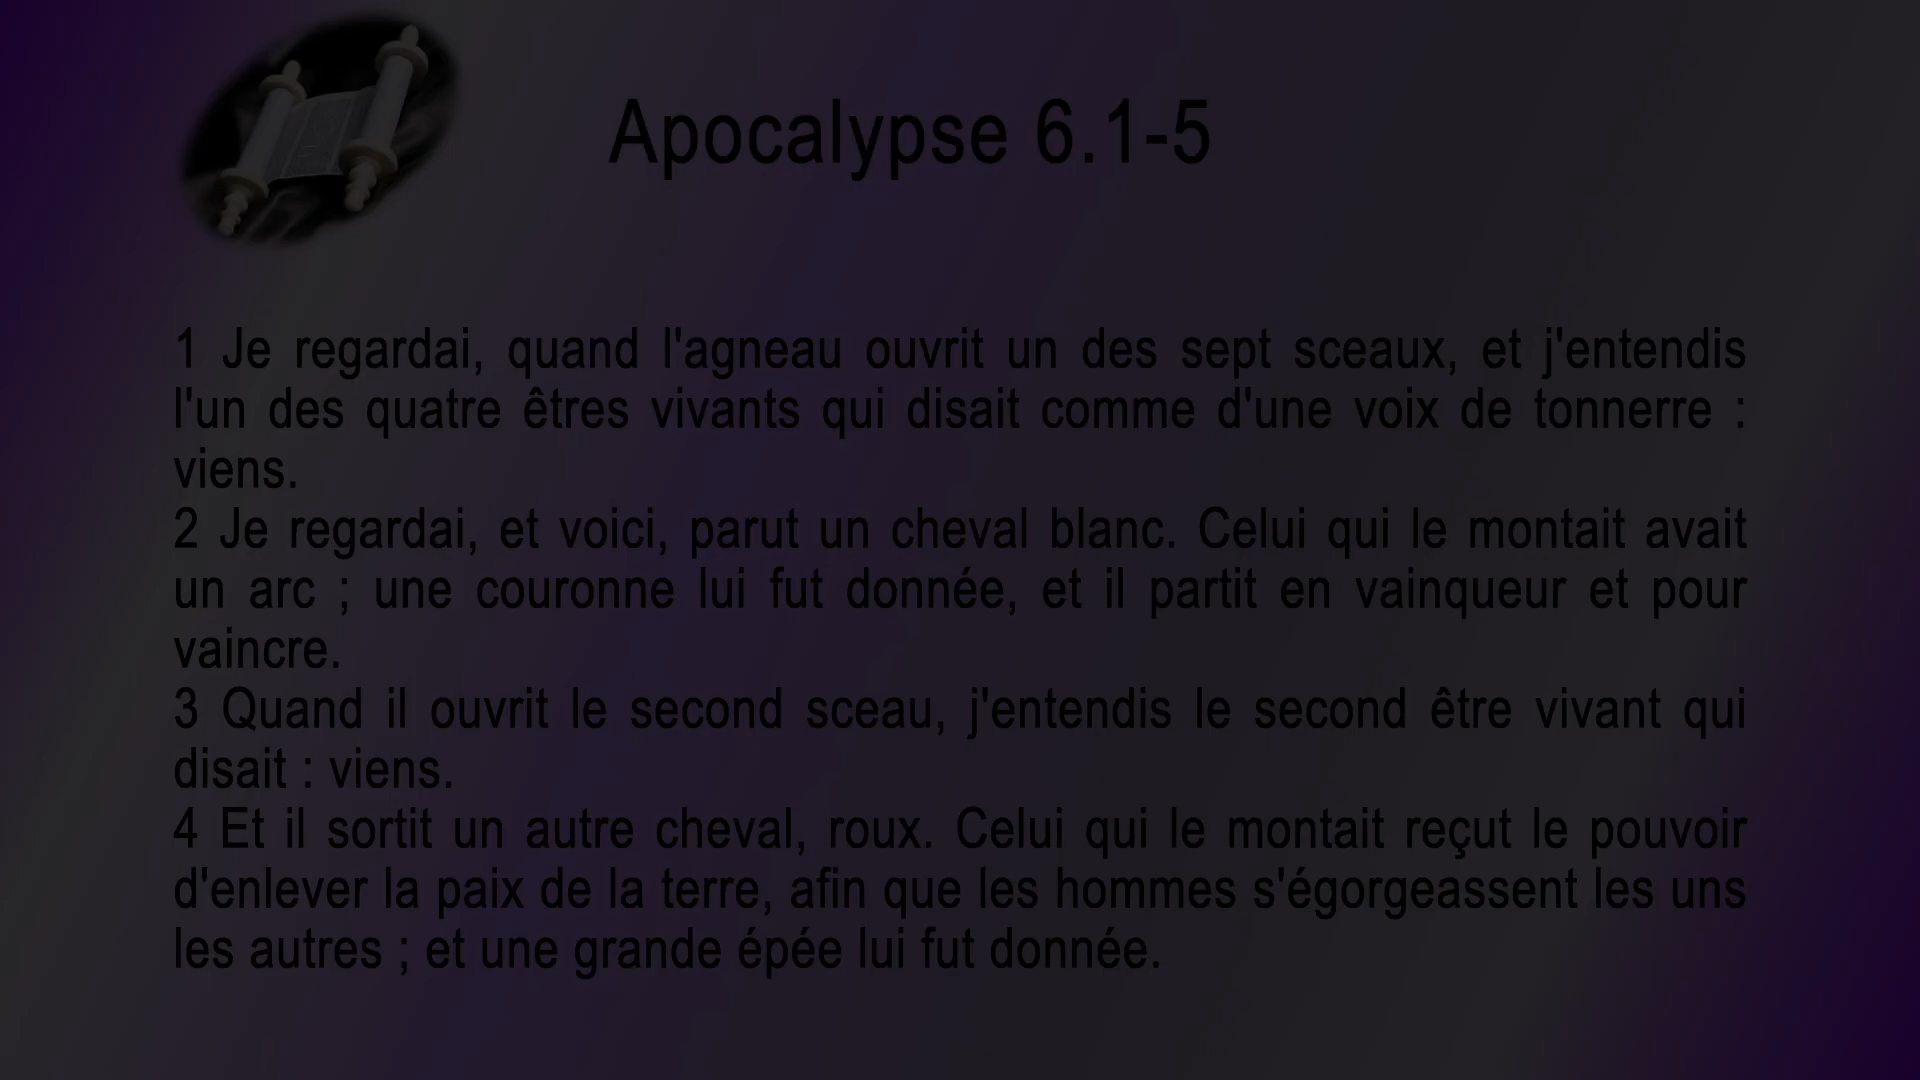 Apocalypse 6.1-5
1 Je regardai, quand l'agneau ouvrit un des sept sceaux, et j'entendis
l'un des quatre êtres vivants qui disait comme d'une voix de tonnerre :
viens.
2 Je regardai, et voici, parut un cheval blanc. Celui qui le montait avait
un arc ; une couronne lui fut donnée, et il partit en vainqueur et pour
vaincre.
3 Quand il ouvrit le second sceau, j'entendis le second être vivant qui
disait : viens.
4 Et il sortit un autre cheval, roux. Celui qui le montait reçut le pouvoir
d'enlever la paix de la terre, afin que les hommes s'égorgeassent les uns
les autres ; et une grande épée lui fut donnée.